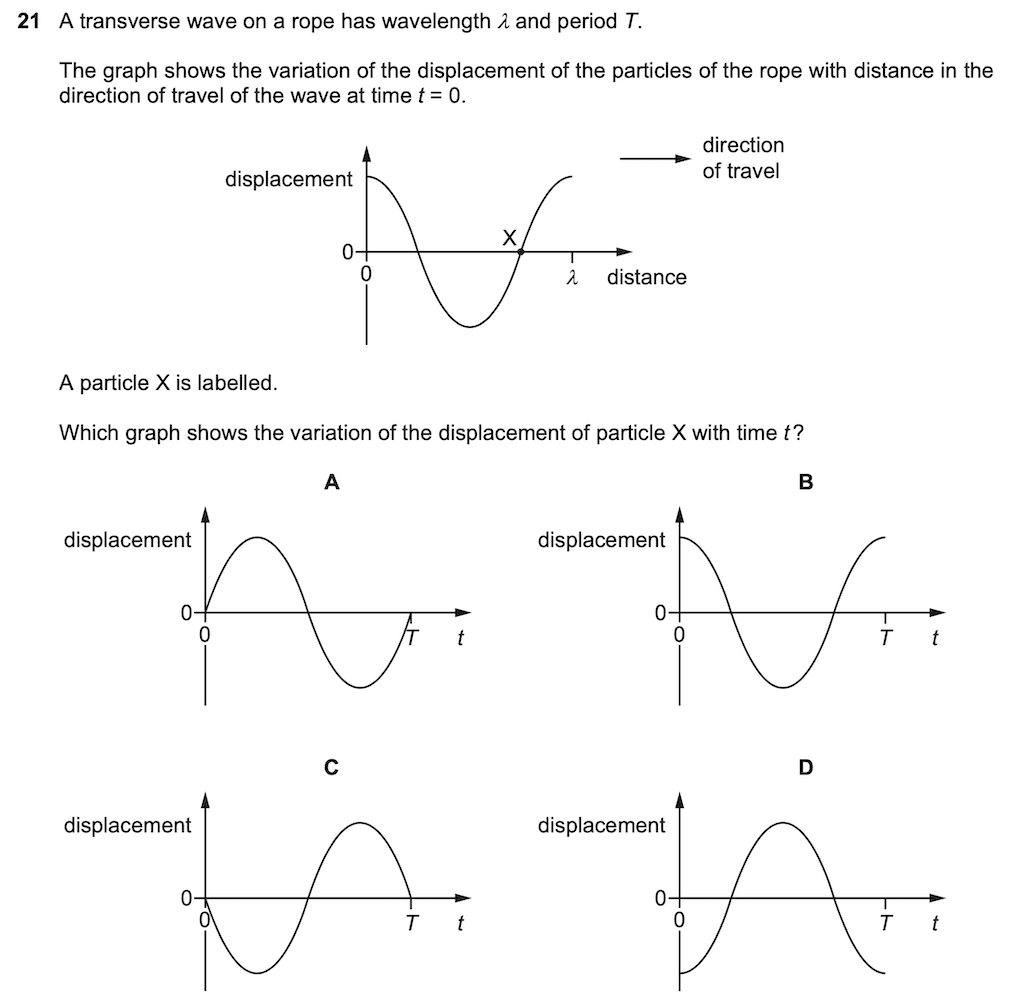 21 A transverse wave on a rope has wavelength λ and period T.
The graph shows the variation of the displacement of the particles of the rope with distance in the
direction of travel of the wave at time t = 0.
direction
of travel
displacement
X
0
0
λ
distance
A particle X is labelled.
Which graph shows the variation of the displacement of particle X with time t?
A
displacement
0
0
T
t
B
displacement
0
0
T
t
C
displacement
0
0
T
t
D
displacement
0
0
T
t